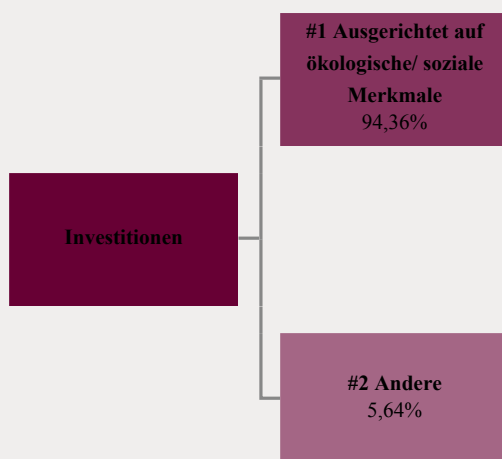 #1 Ausgerichtet auf
ökologische/ soziale
Merkmale
94,36%
Investitionen
#2 Andere
5,64%